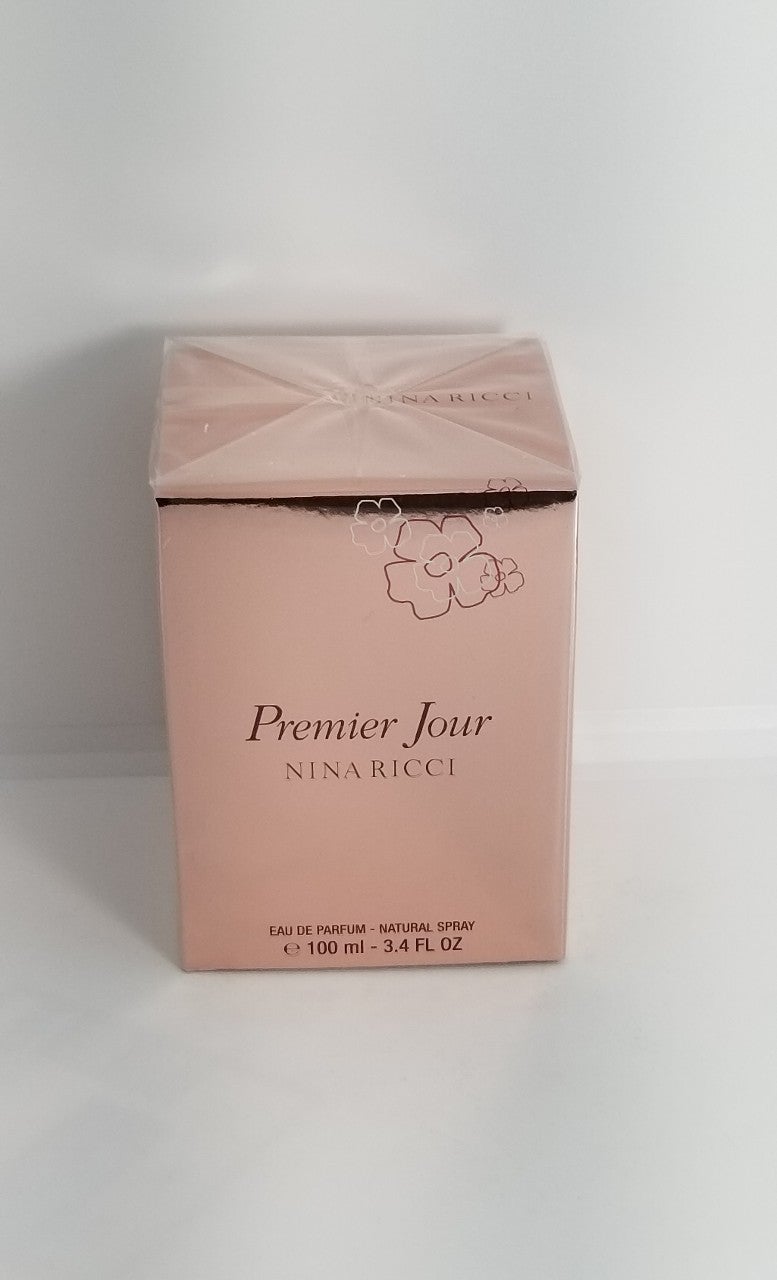 NINA RICCI
Premier Jour
NINA RICCI
EAU DE PARFUM - NATURAL SPRAY
℮ 100 ml - 3.4 FL OZ